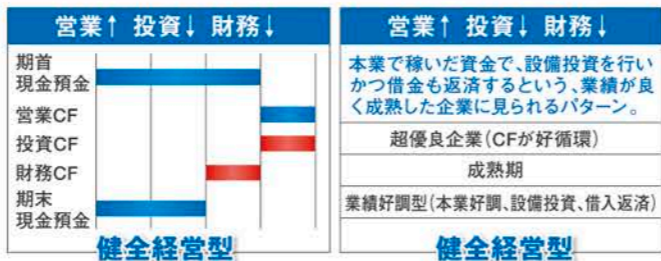 営業↑ 投資↓ 財務↓
期首
現金預金
営業CF
投資CF
財務CF
期末
現金預金
健全経営型
営業↑ 投資↓ 財務↓
本業で稼いだ資金で、設備投資を行い
かつ借金も返済するという、業績が良
く成熟した企業に見られるパターン。
超優良企業(CFが好循環)
成熟期
業績好調型(本業好調、設備投資、借入返済)
健全経営型